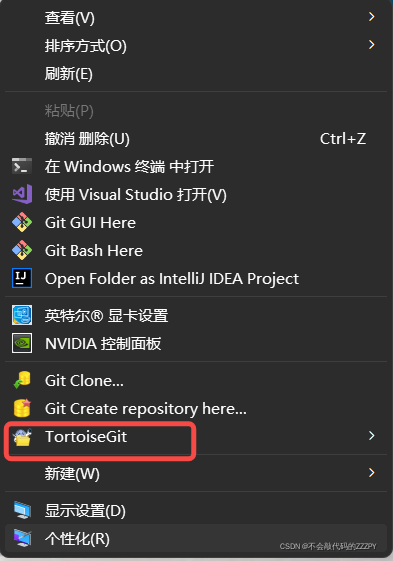 查看(V)
排序方式(O)
刷新(E)
粘贴(P)
撤消 删除(U) Ctrl+Z
在 Windows 终端 中打开
使用 Visual Studio 打开(V)
Git GUI Here
Git Bash Here
IJ Open Folder as IntelliJ IDEA Project
英特尔® 显卡设置
NVIDIA 控制面板
Git Clone...
Git Create repository here...
TortoiseGit
新建(W)
显示设置(D)
个性化(R)
CSDN @不会敲代码的ZZZPY